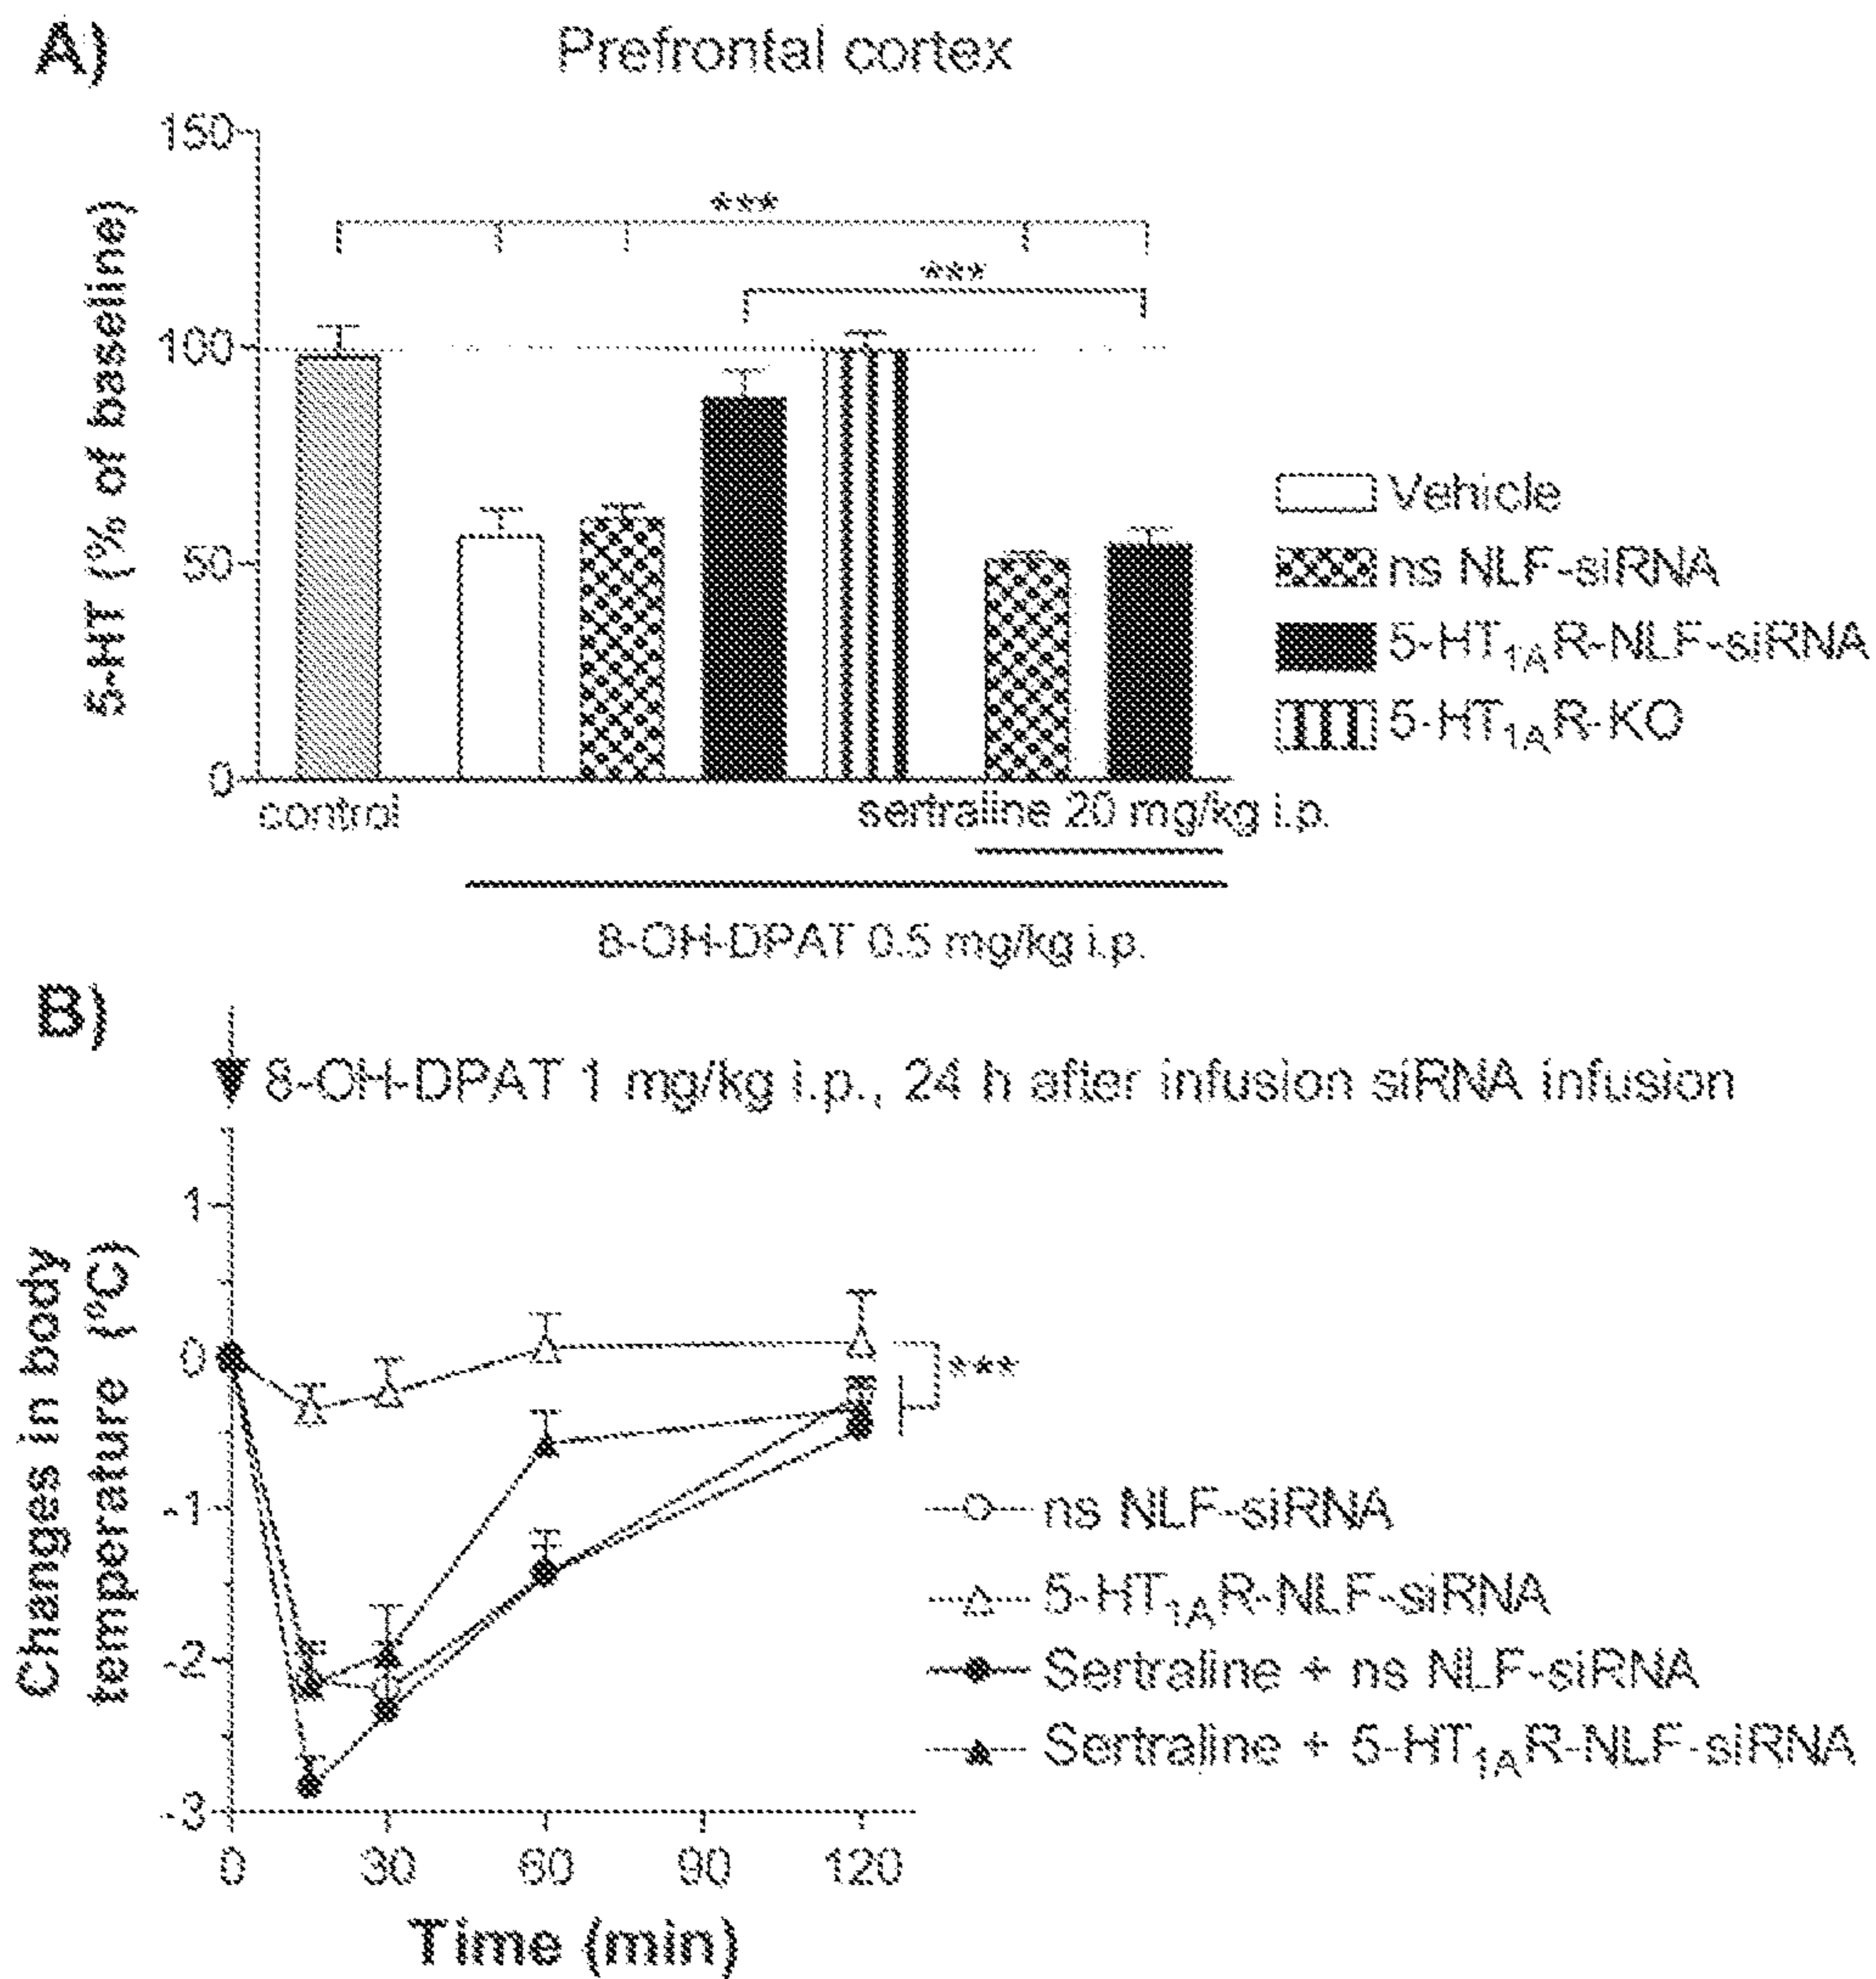 A)
Prefrontal cortex
5-HT (% of baseline)
150
100
50
0
***
***
control
sertraline 20 mg/kg i.p.
8-OH-DPAT 0.5 mg/kg i.p.
Vehicle
ns NLF-siRNA
5-HT1AR-NLF-siRNA
5-HT1AR-KO
B)
8-OH-DPAT 1 mg/kg i.p., 24 h after infusion siRNA infusion
Changes in body
temperature (°C)
1
0
-1
-2
-3
***
ns NLF-siRNA
5-HT1AR-NLF-siRNA
Sertraline + ns NLF-siRNA
Sertraline + 5-HT1AR-NLF-siRNA
0 30 60 90 120
Time (min)